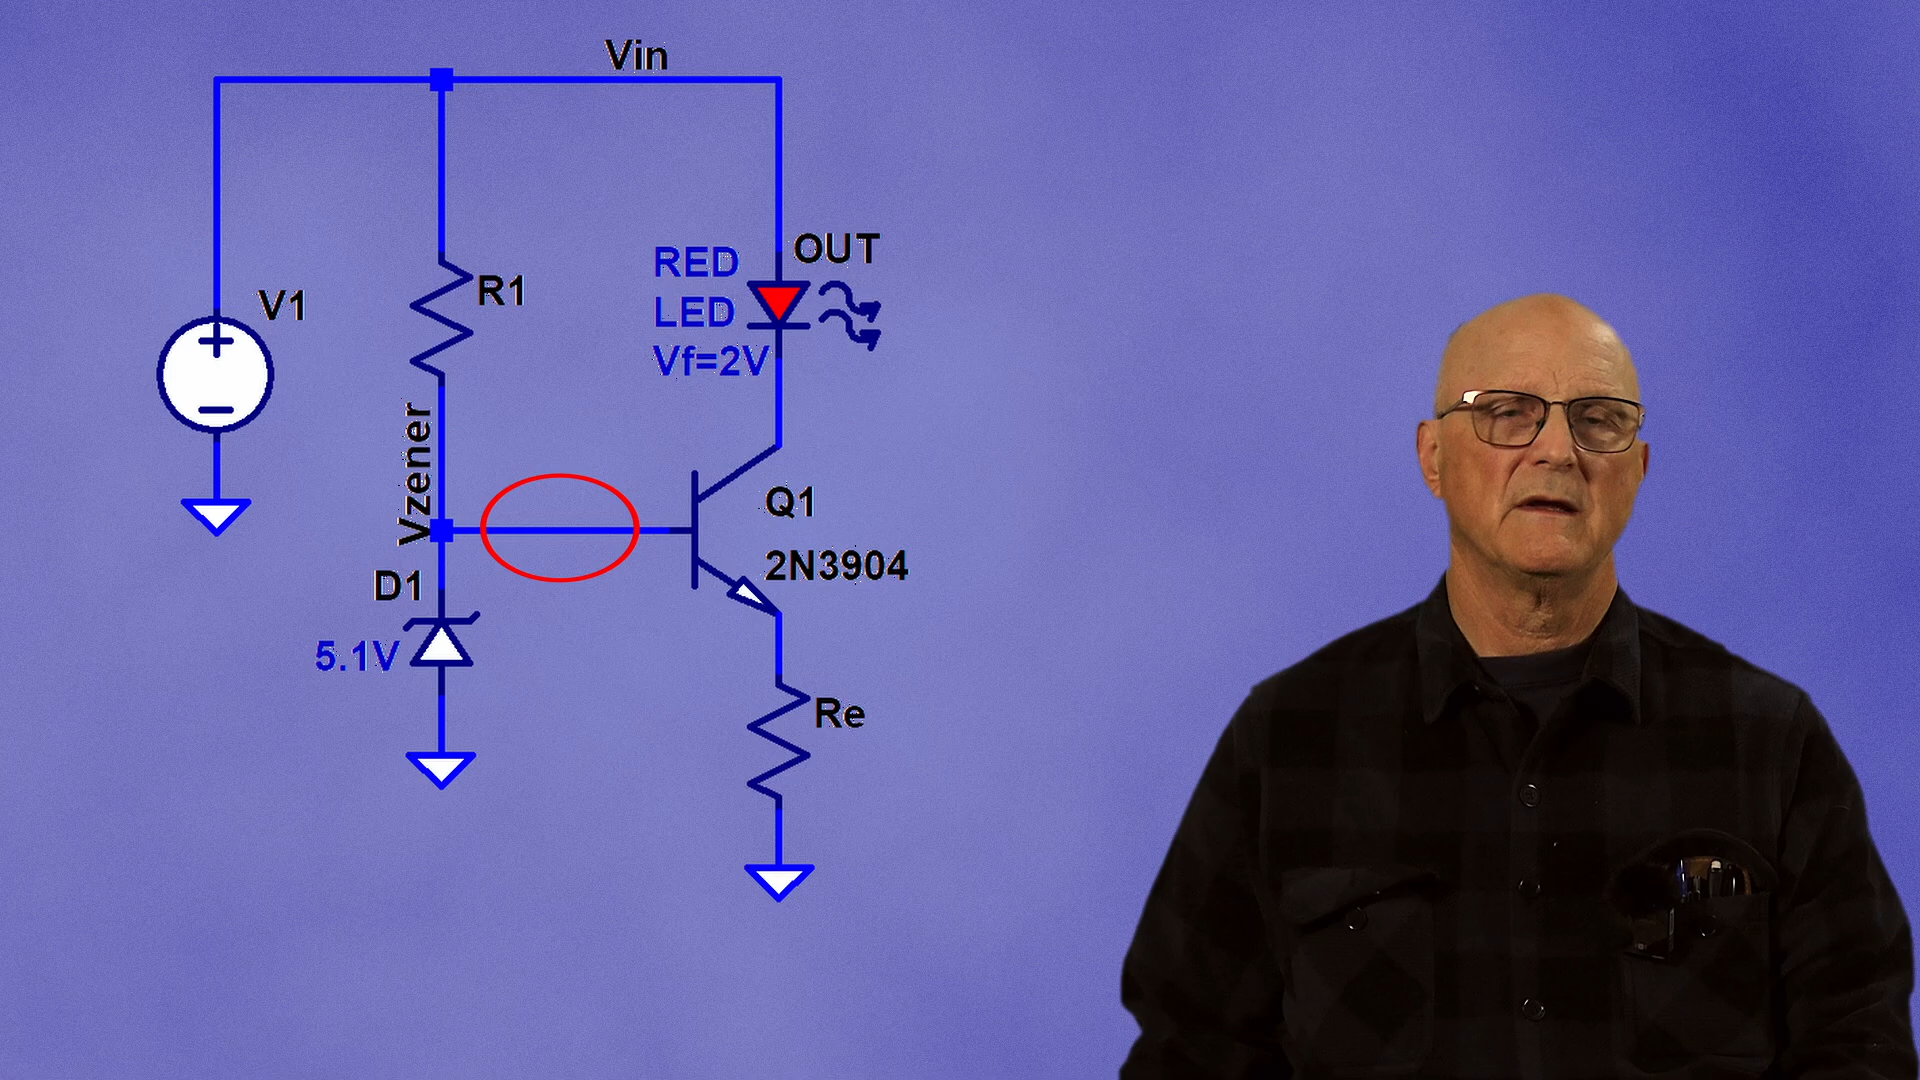 Vin
V1
R1
RED
LED
Vf=2V
OUT
Vzener
D1
5.1V
Q1
2N3904
Re